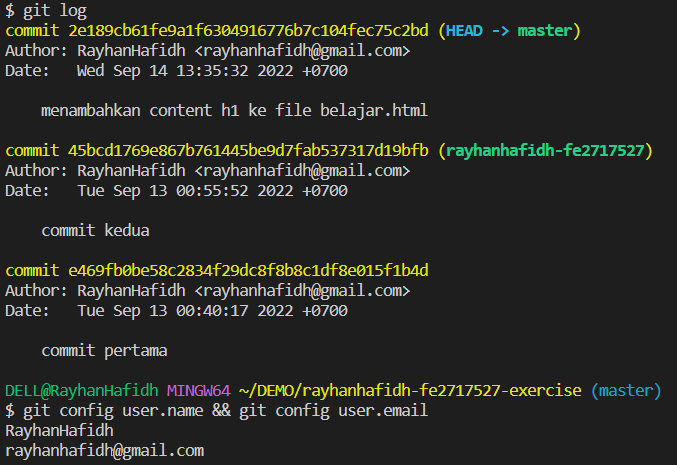 $ git log
commit 2e189cb61fe9a1f6304916776b7c104fec75c2bd (HEAD -> master)
Author: RayhanHafidh <rayhanhafidh@gmail.com>
Date:   Wed Sep 14 13:35:32 2022 +0700
menambahkan content h1 ke file belajar.html
commit 45bcd1769e867b761445be9d7fab537317d19bfb (rayhanhafidh-fe2717527)
Author: RayhanHafidh <rayhanhafidh@gmail.com>
Date:   Tue Sep 13 00:55:52 2022 +0700
commit kedua
commit e469fb0be58c2834f29dc8f8b8c1df8e015f1b4d
Author: RayhanHafidh <rayhanhafidh@gmail.com>
Date:   Tue Sep 13 00:40:17 2022 +0700
commit pertama
DELL@RayhanHafidh MINGW64 ~/DEMO/rayhanhafidh-fe2717527-exercise (master)
$ git config user.name && git config user.email
RayhanHafidh
rayhanhafidh@gmail.com